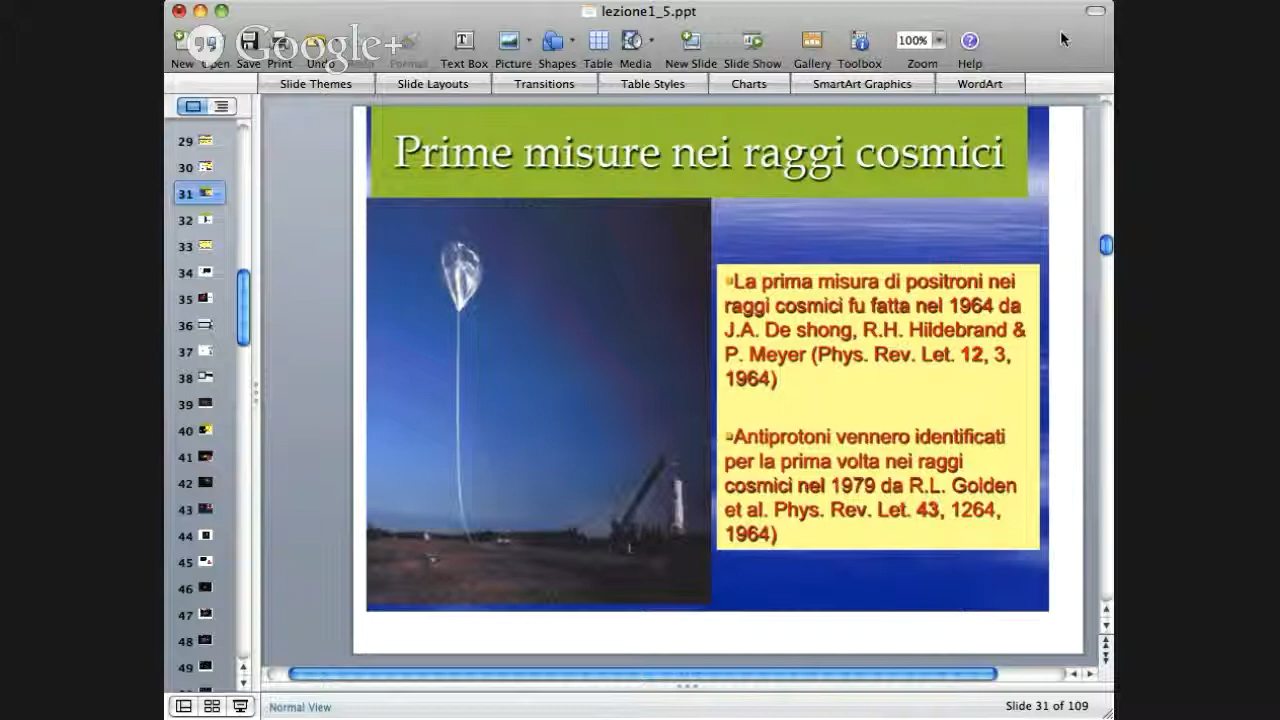 lezione1_5.ppt
Google+
New Open Save Print Undo Format Text Box Picture Shapes Table Media New Slide Slide Show Gallery Toolbox 100% Zoom Help
Slide Themes Slide Layouts Transitions Table Styles Charts SmartArt Graphics WordArt
29
30
31
32
33
34
35
36
37
38
39
40
41
42
43
44
45
46
47
48
49
Prime misure nei raggi cosmici
La prima misura di positroni nei
raggi cosmici fu fatta nel 1964 da
J.A. De shong, R.H. Hildebrand &
P. Meyer (Phys. Rev. Let. 12, 3,
1964)
Antiprotoni vennero identificati
per la prima volta nei raggi
cosmici nel 1979 da R.L. Golden
et al. Phys. Rev. Let. 43, 1264,
1964)
Normal View
Slide 31 of 109